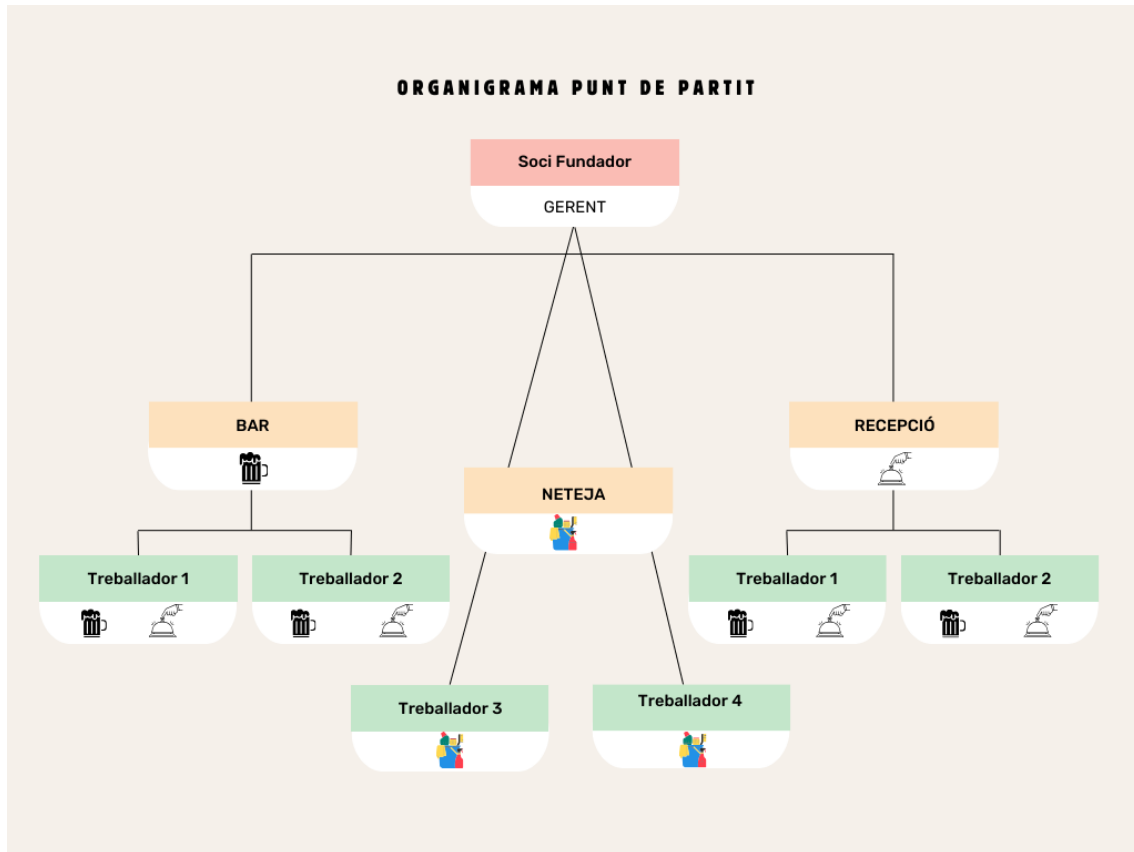 ORGANIGRAMA PUNT DE PARTIT
Soci Fundador
GERENT
BAR
RECEPCIÓ
NETEJA
Treballador 1
Treballador 2
Treballador 1
Treballador 2
Treballador 3
Treballador 4